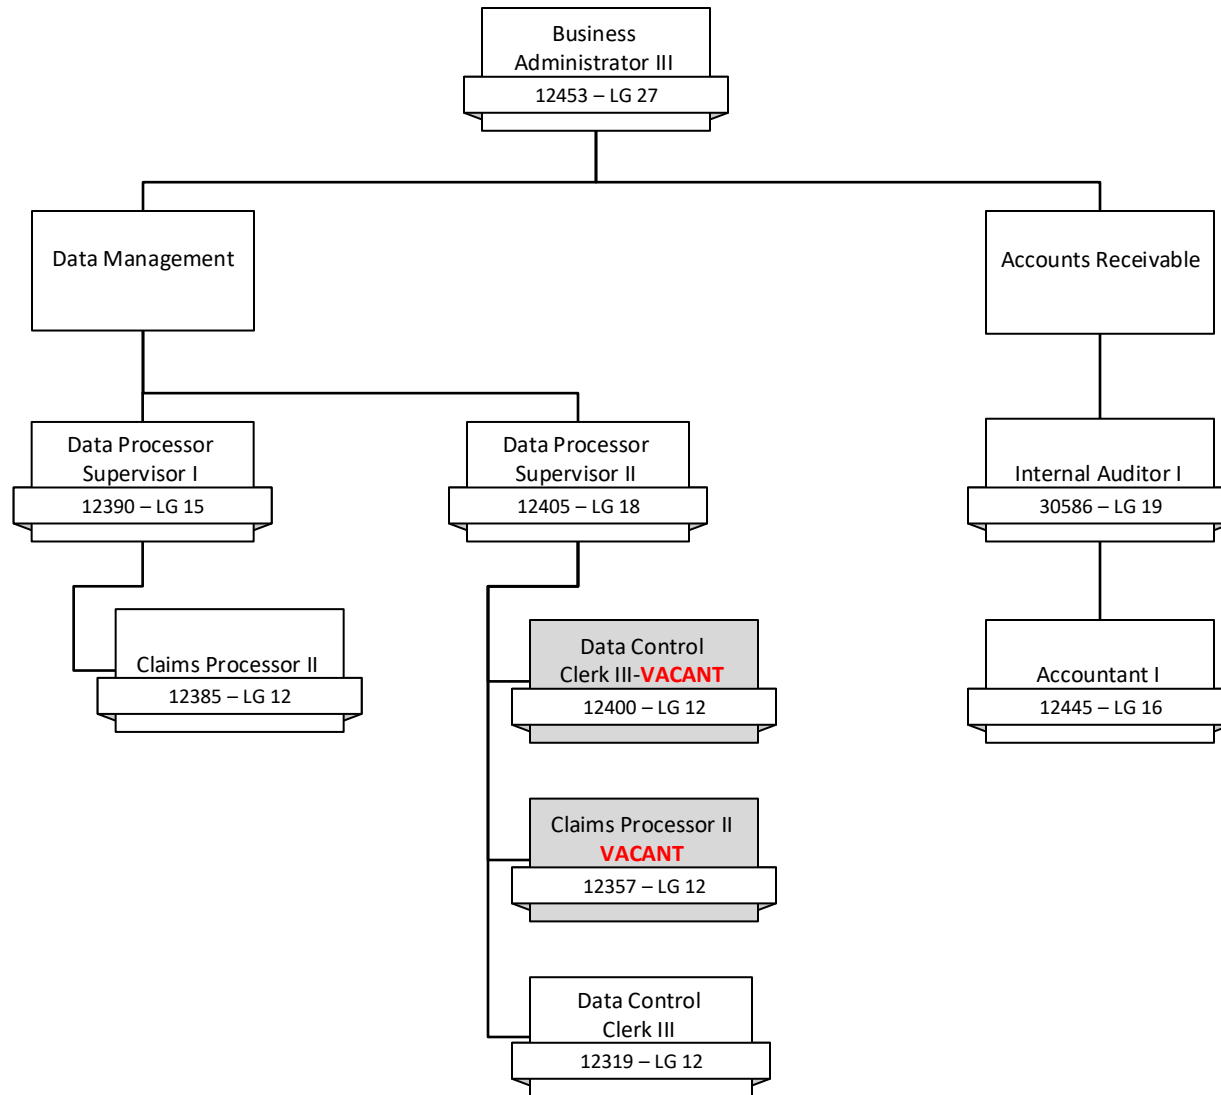 Business
Administrator III
12453 – LG 27
Data Management
Accounts Receivable
Data Processor
Supervisor I
12390 – LG 15
Data Processor
Supervisor II
12405 – LG 18
Internal Auditor I
30586 – LG 19
Claims Processor II
12385 – LG 12
Data Control
Clerk III-VACANT
12400 – LG 12
Accountant I
12445 – LG 16
Claims Processor II
VACANT
12357 – LG 12
Data Control
Clerk III
12319 – LG 12